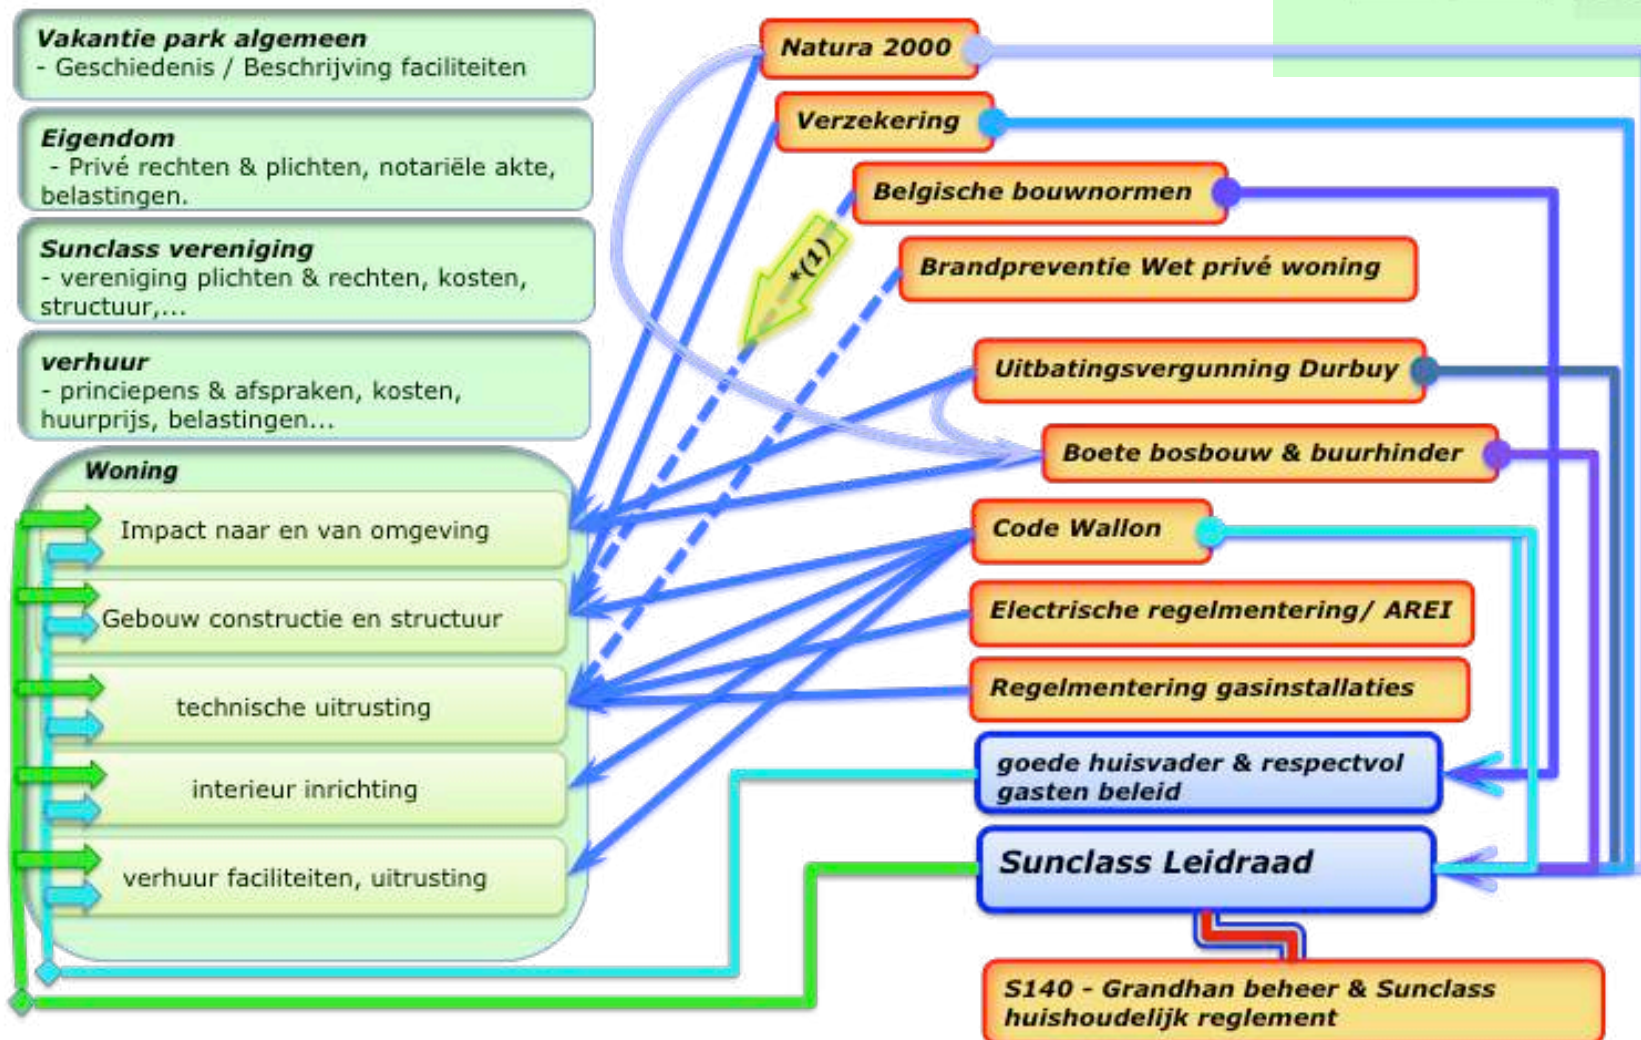 Vakantie park algemeen
- Geschiedenis / Beschrijving faciliteiten
Eigendom
- Privé rechten & plichten, notariële akte,
belastingen.
Sunclass vereniging
- vereniging plichten & rechten, kosten,
structuur,...
verhuur
- princiepens & afspraken, kosten,
huurprijs, belastingen...
Woning
Impact naar en van omgeving
Gebouw constructie en structuur
technische uitrusting
interieur inrichting
verhuur faciliteiten, uitrusting
Natura 2000
Verzekering
Belgische bouwnormen
*(1)
Brandpreventie Wet privé woning
Uitbatingsvergunning Durbuy
Boete bosbouw & buurhinder
Code Wallon
Electrische regelmentering/ AREI
Regelmentering gasinstallaties
goede huisvader & respectvol
gasten beleid
Sunclass Leidraad
S140 - Grandhan beheer & Sunclass
huishoudelijk reglement